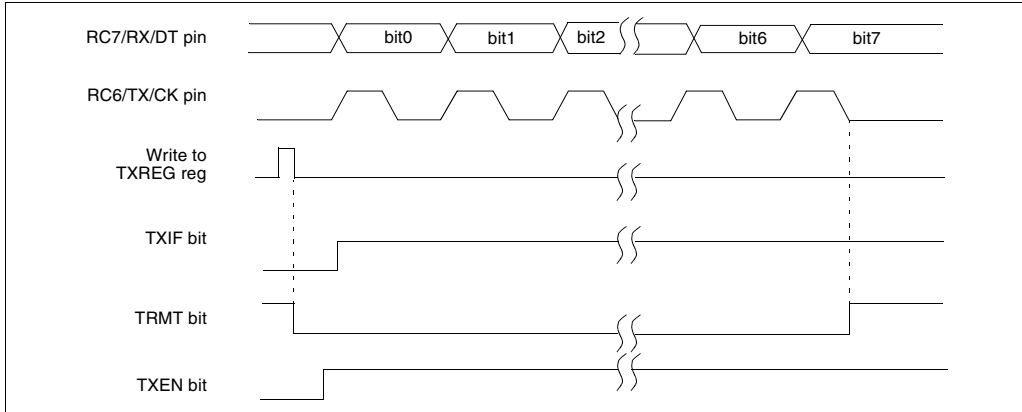 RC7/RX/DT pin
bit0 bit1 bit2 bit6 bit7
RC6/TX/CK pin
Write to
TXREG reg
TXIF bit
TRMT bit
TXEN bit